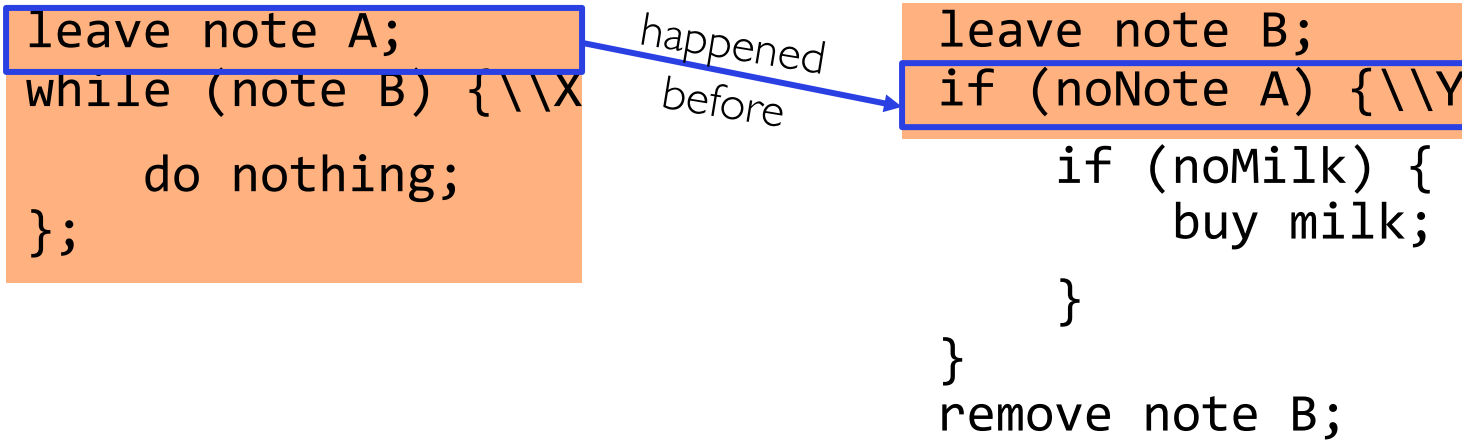 leave note A;
while (note B) {\\X
do nothing;
};
happened
before
leave note B;
if (noNote A) {\\Y
if (noMilk) {
buy milk;
}
}
remove note B;